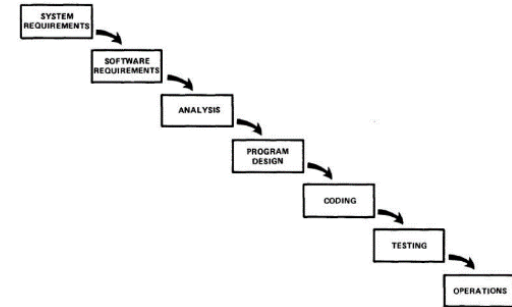 SYSTEM
REQUIREMENTS
SOFTWARE
REQUIREMENTS
ANALYSIS
PROGRAM
DESIGN
CODING
TESTING
OPERATIONS